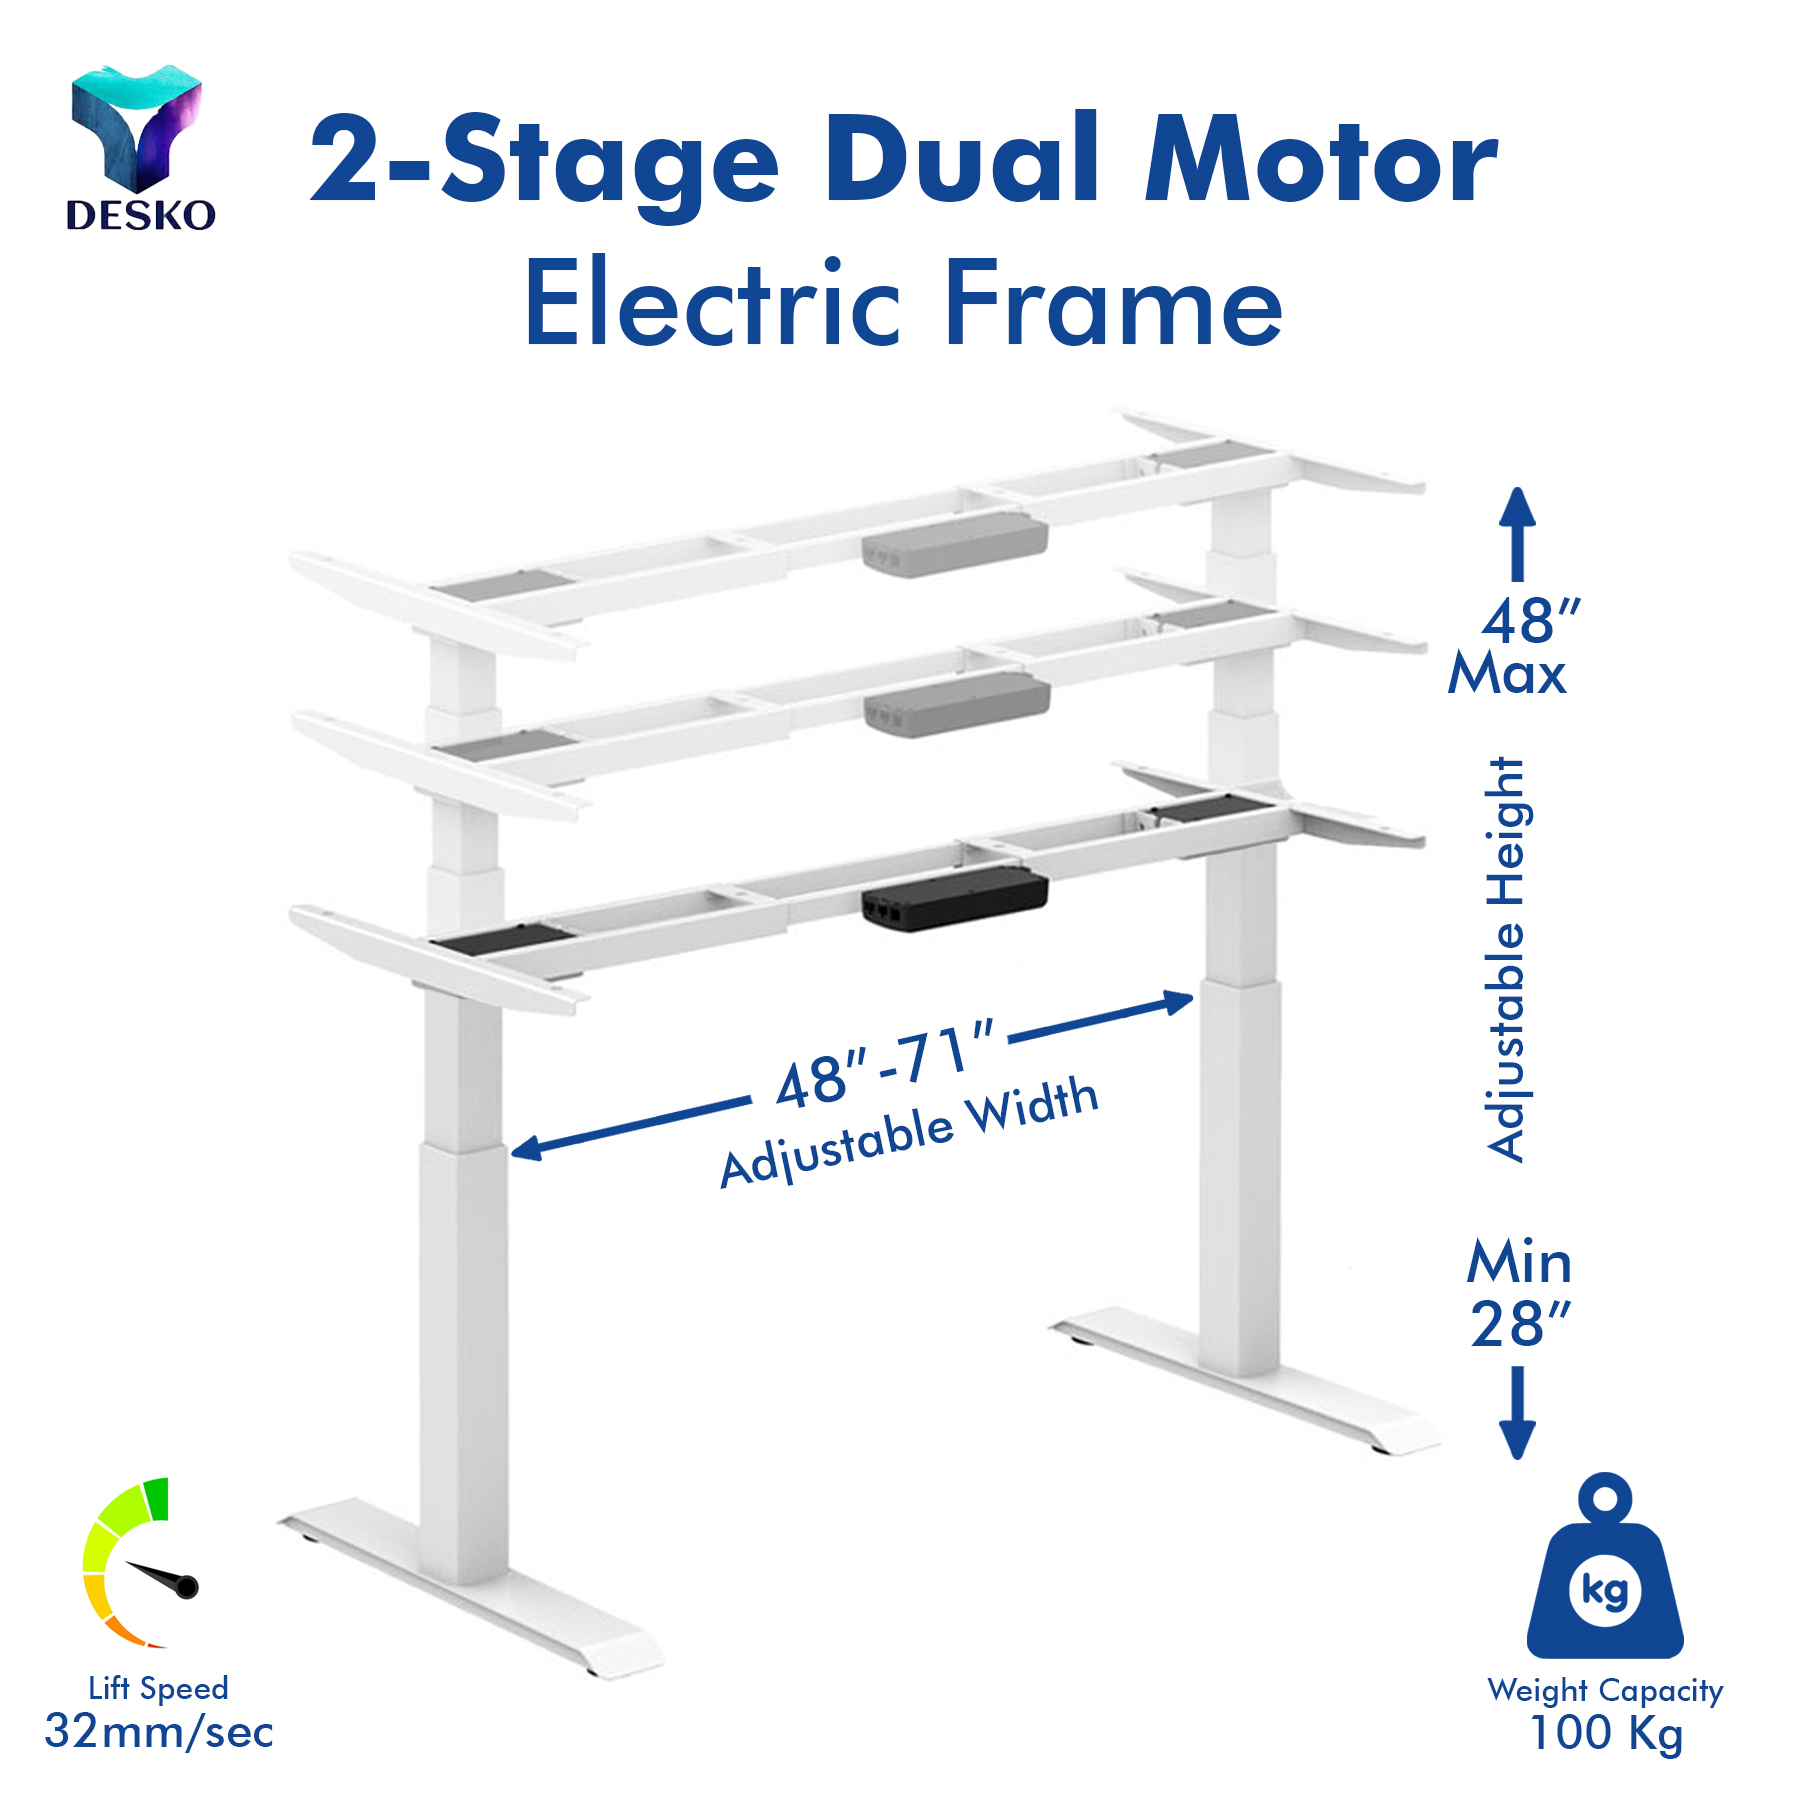 DESKO
2-Stage Dual Motor
Electric Frame
48”
Max
Adjustable Height
48”-71”
Adjustable Width
Min
28”
kg
Lift Speed
32mm/sec
Weight Capacity
100 Kg